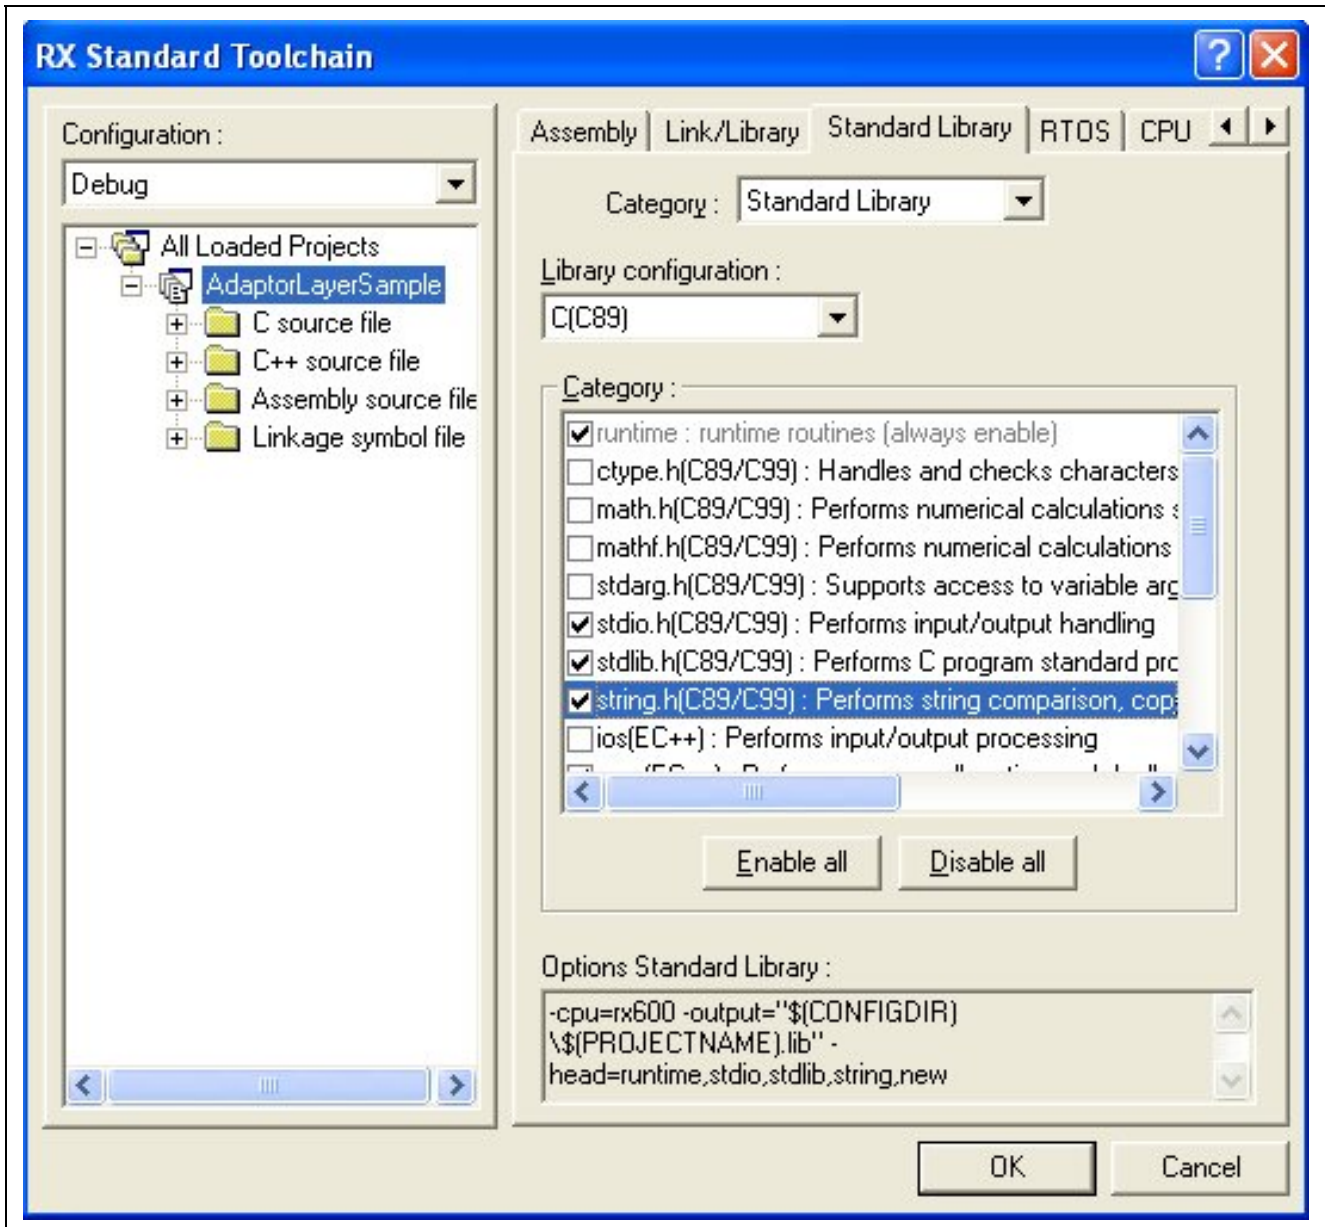 RX Standard Toolchain
Configuration :
Debug
All Loaded Projects
AdaptorLayerSample
C source file
C++ source file
Assembly source file
Linkage symbol file
Assembly
Link/Library
Standard Library
RTOS
CPU
Category : Standard Library
Library configuration :
C(C89)
Category :
runtime : runtime routines (always enable)
ctype.h(C89/C99) : Handles and checks characters
math.h(C89/C99) : Performs numerical calculations s
mathf.h(C89/C99) : Performs numerical calculations
stdarg.h(C89/C99) : Supports access to variable arg
stdio.h(C89/C99) : Performs input/output handling
stdlib.h(C89/C99) : Performs C program standard pro
string.h(C89/C99) : Performs string comparison, cop
ios(EC++) : Performs input/output processing
Enable all
Disable all
Options Standard Library :
-cpu=rx600 -output="$(CONFIGDIR)
\$(PROJECTNAME).lib" -
head=runtime,stdio,stdlib,string,new
OK
Cancel